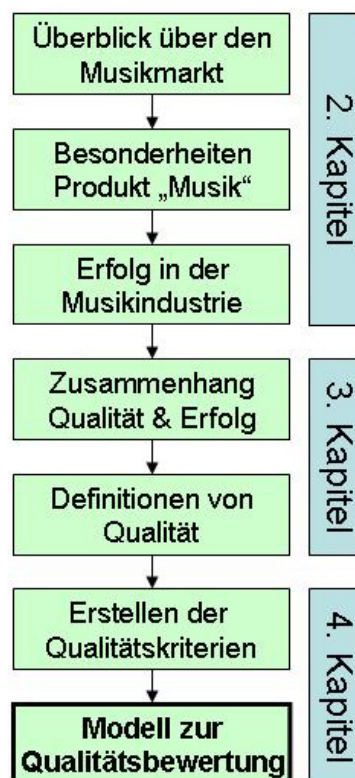 Überblick über den
Musikmarkt
Besonderheiten
Produkt „Musik“
Erfolg in der
Musikindustrie
2. Kapitel
Zusammenhang
Qualität & Erfolg
Definitionen von
Qualität
3. Kapitel
Erstellen der
Qualitätskriterien
Modell zur
Qualitätsbewertung
4. Kapitel